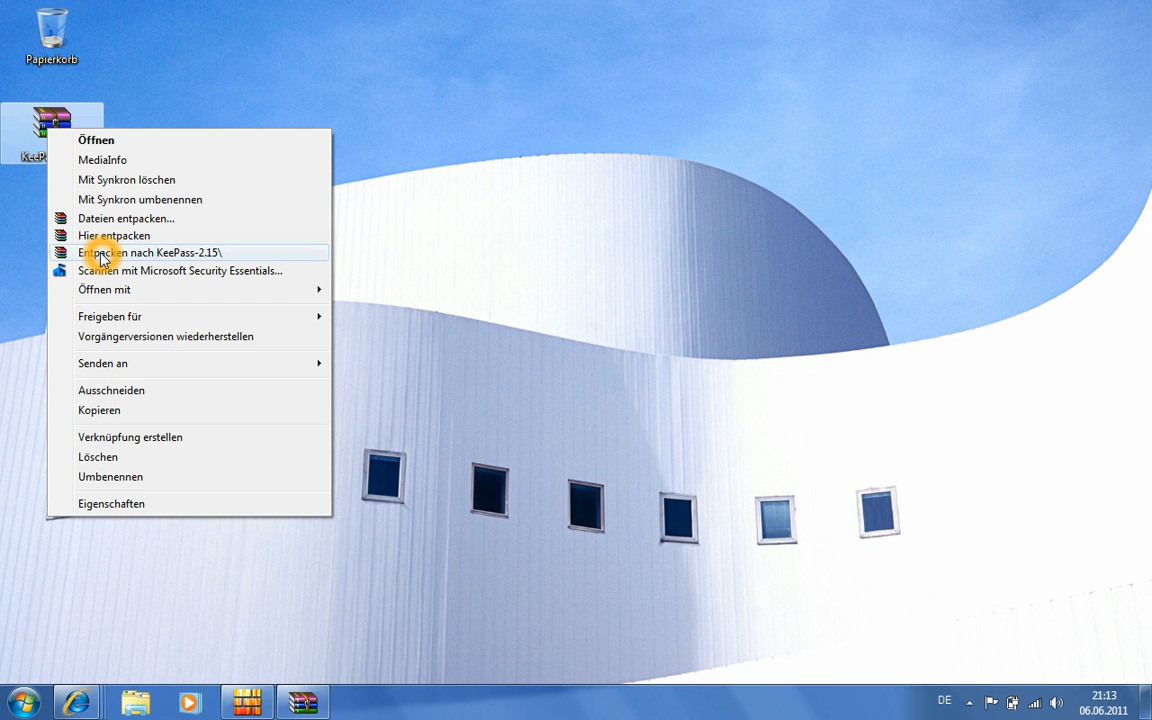 Papierkorb
Öffnen
MediaInfo
Mit Synkron löschen
Mit Synkron umbenennen
Dateien entpacken...
Hier entpacken
Entpacken nach KeePass-2.15\
Scannen mit Microsoft Security Essentials...
Öffnen mit
Freigeben für
Vorgängerversionen wiederherstellen
Senden an
Ausschneiden
Kopieren
Verknüpfung erstellen
Löschen
Umbenennen
Eigenschaften
DE
21:13
06.06.2011